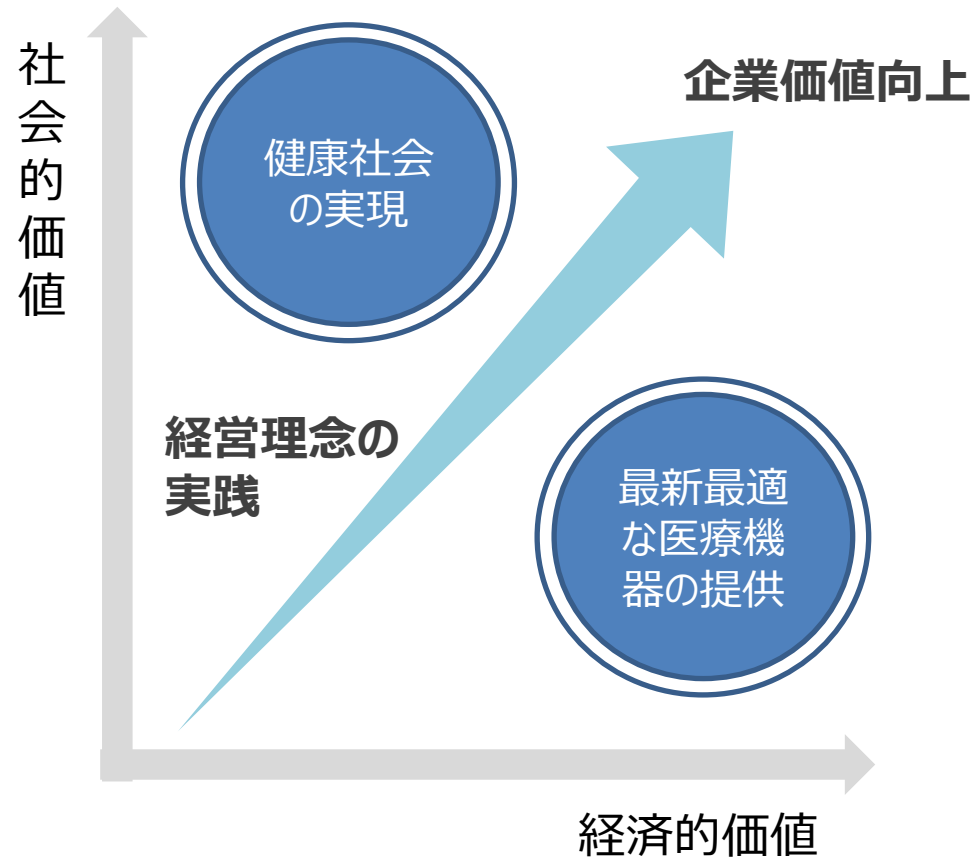 社会的価値
企業価値向上
健康社会
の実現
経営理念の
実践
最新最適
な医療機
器の提供
経済的価値